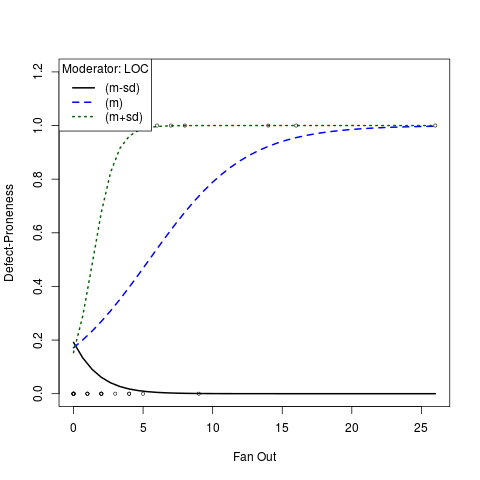 Moderator: LOC
(m-sd)
(m)
(m+sd)
1.2
1.0
0.8
0.6
0.4
0.2
0.0
Defect-Proneness
0 5 10 15 20 25
Fan Out